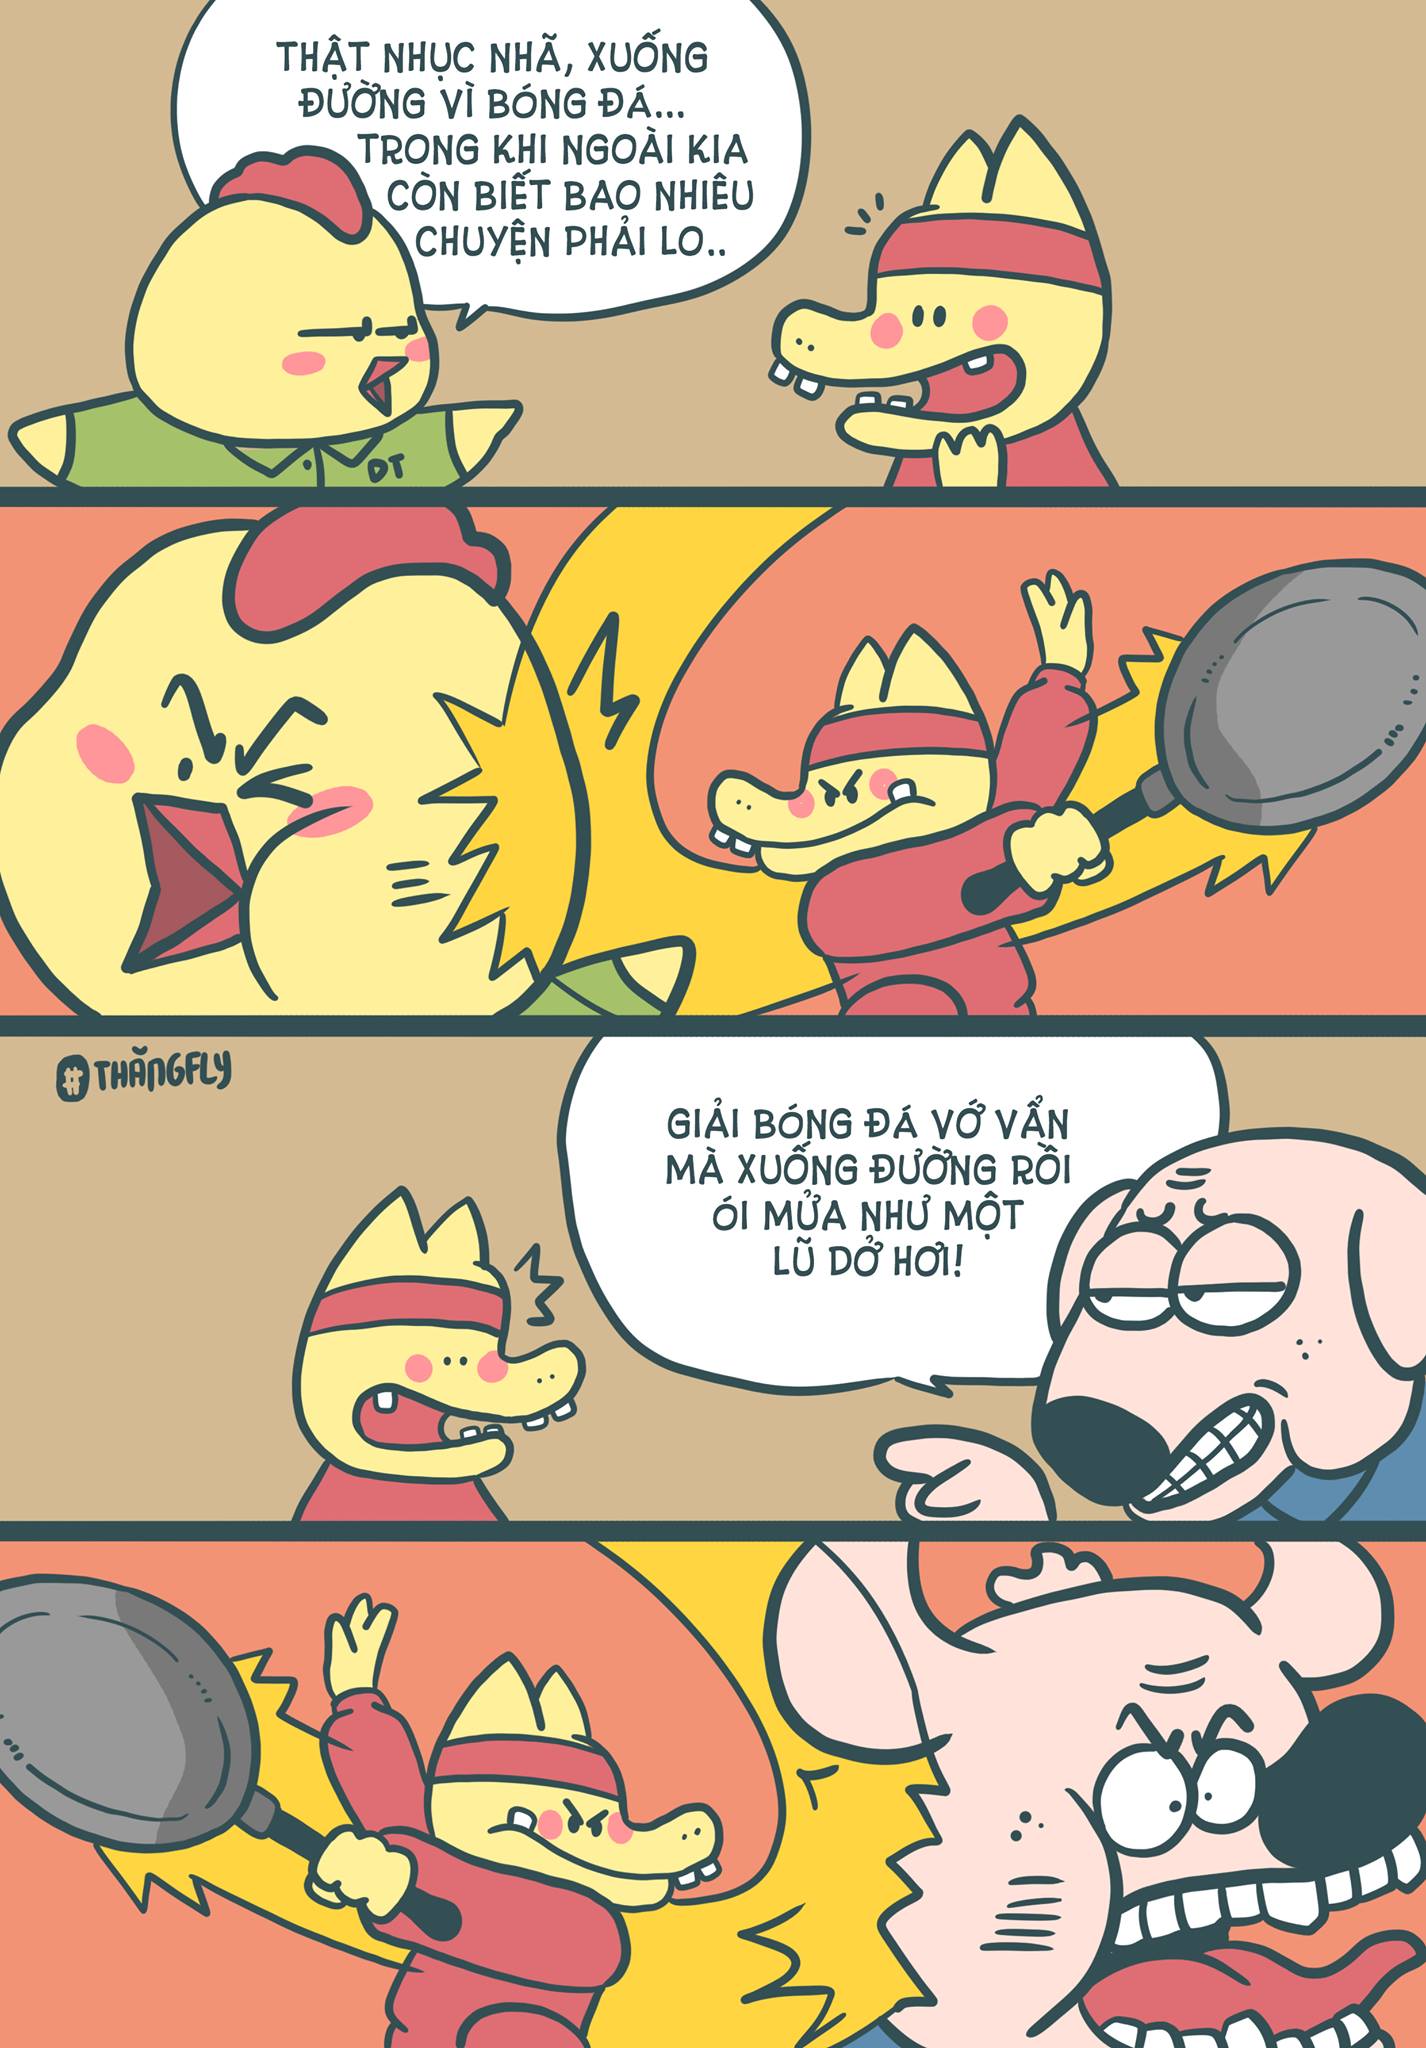 THẬT NHỤC NHÃ, XUỐNG
ĐƯỜNG VÌ BÓNG ĐÁ...
TRONG KHI NGOÀI KIA
CÒN BIẾT BAO NHIÊU
CHUYỆN PHẢI LO..
DT
#THĂNGFLY
GIẢI BÓNG ĐÁ VỚ VẨN
MÀ XUỐNG ĐƯỜNG RỒI
ÓI MỬA NHƯ MỘT
LŨ DỞ HƠI!